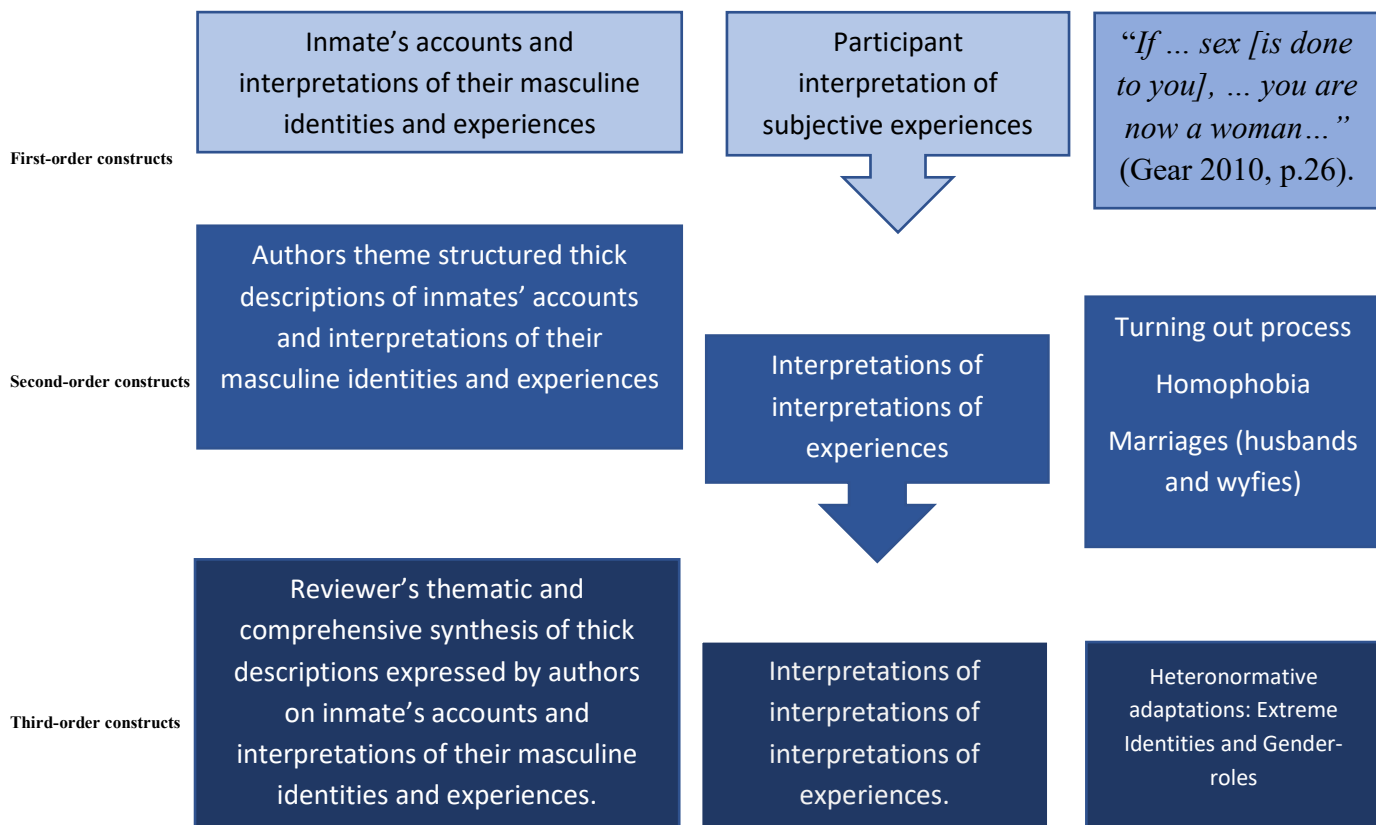 First-order constructs
Inmate's accounts and
interpretations of their masculine
identities and experiences
Participant
interpretation of
subjective experiences
“If … sex [is done
to you], … you are
now a woman…”
(Gear 2010, p.26).
Second-order constructs
Authors theme structured thick
descriptions of inmates’ accounts
and interpretations of their
masculine identities and experiences
Interpretations of
interpretations of
experiences
Turning out process
Homophobia
Marriages (husbands
and wyfies)
Third-order constructs
Reviewer’s thematic and
comprehensive synthesis of thick
descriptions expressed by authors
on inmate’s accounts and
interpretations of their masculine
identities and experiences.
Interpretations of
interpretations of
interpretations of
experiences.
Heteronormative
adaptations: Extreme
Identities and Gender-
roles